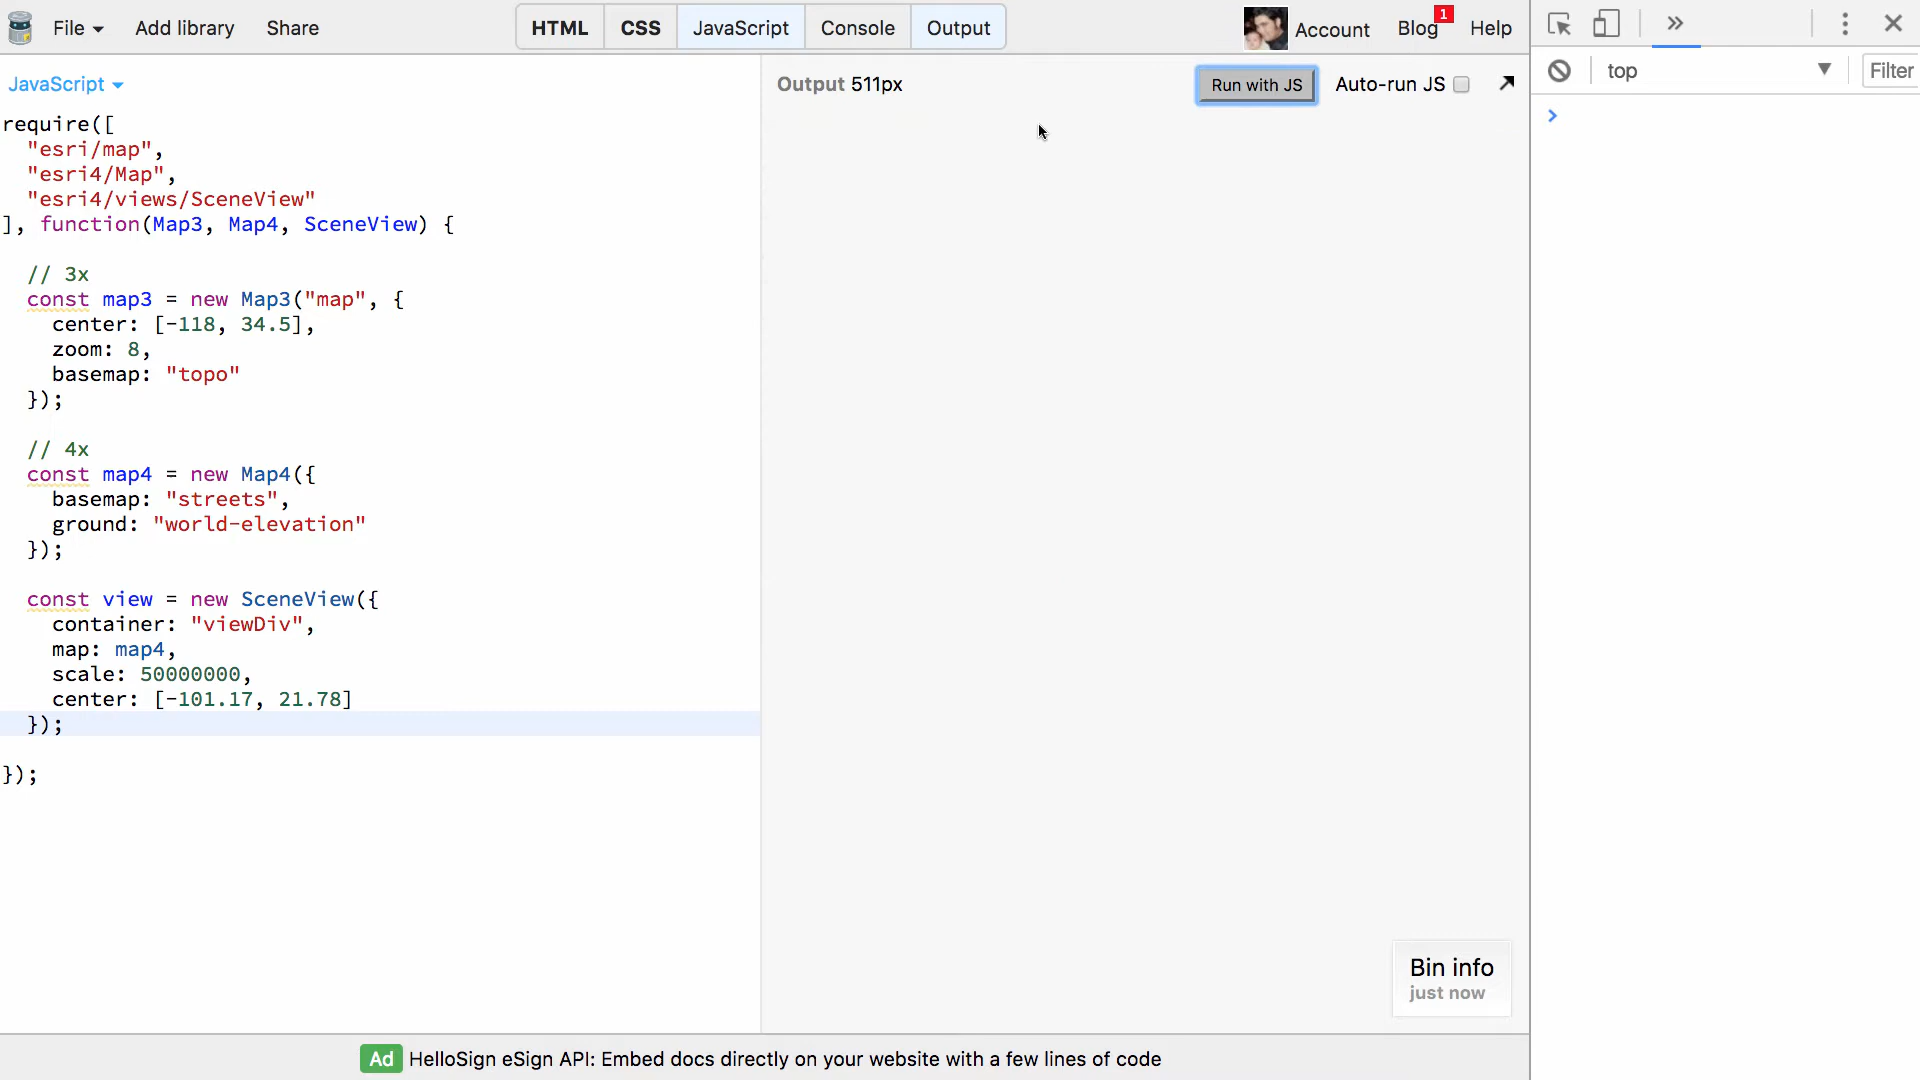 File
Add library
Share
HTML
CSS
JavaScript
Console
Output
Account
Blog
1
Help
JavaScript
Output 511px
Run with JS
Auto-run JS
top
Filter
require([
"esri/map",
"esri4/Map",
"esri4/views/SceneView"
], function(Map3, Map4, SceneView) {
// 3x
const map3 = new Map3("map", {
center: [-118, 34.5],
zoom: 8,
basemap: "topo"
});
// 4x
const map4 = new Map4({
basemap: "streets",
ground: "world-elevation"
});
const view = new SceneView({
container: "viewDiv",
map: map4,
scale: 50000000,
center: [-101.17, 21.78]
});
});
Bin info
just now
Ad HelloSign eSign API: Embed docs directly on your website with a few lines of code